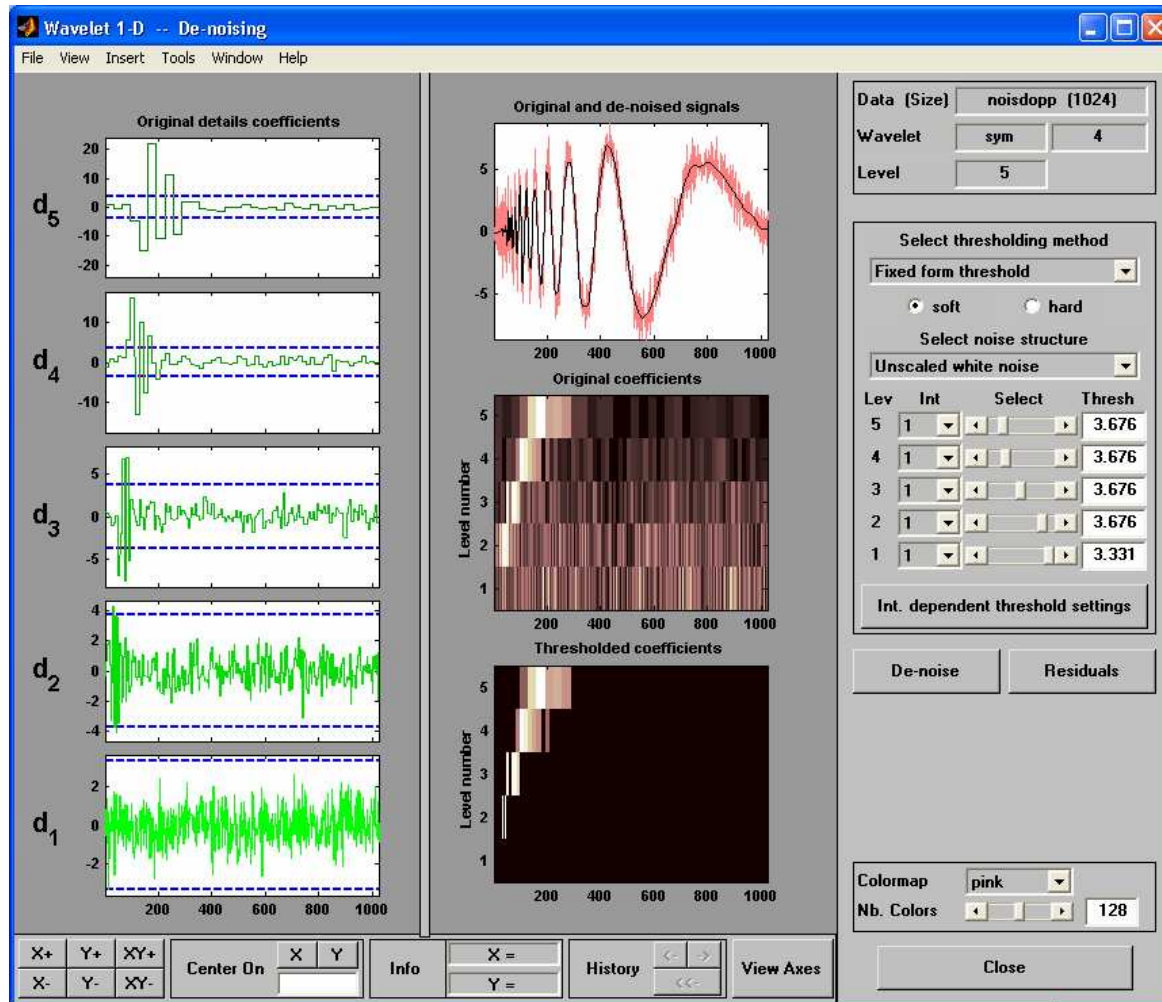 Wavelet 1-D -- De-noising
File View Insert Tools Window Help
Original details coefficients
d5
20
10
0
-10
-20
d4
10
0
-10
d3
5
0
-5
d2
4
2
0
-2
-4
d1
2
0
-2
200 400 600 800 1000
Original and de-noised signals
5
0
-5
200 400 600 800 1000
Original coefficients
Level number
5
4
3
2
1
200 400 600 800 1000
Thresholded coefficients
Level number
5
4
3
2
1
200 400 600 800 1000
Data (Size) noisdopp (1024)
Wavelet sym 4
Level 5
Select thresholding method
Fixed form threshold
soft hard
Select noise structure
Unscaled white noise
Lev Int Select Thresh
5 1 3.676
4 1 3.676
3 1 3.676
2 1 3.676
1 1 3.331
Int. dependent threshold settings
De-noise Residuals
Colormap pink
Nb. Colors 128
Close
X+ Y+ XY+
X- Y- XY-
Center On X Y
Info X =
Y =
History <- ->
<<-
View Axes